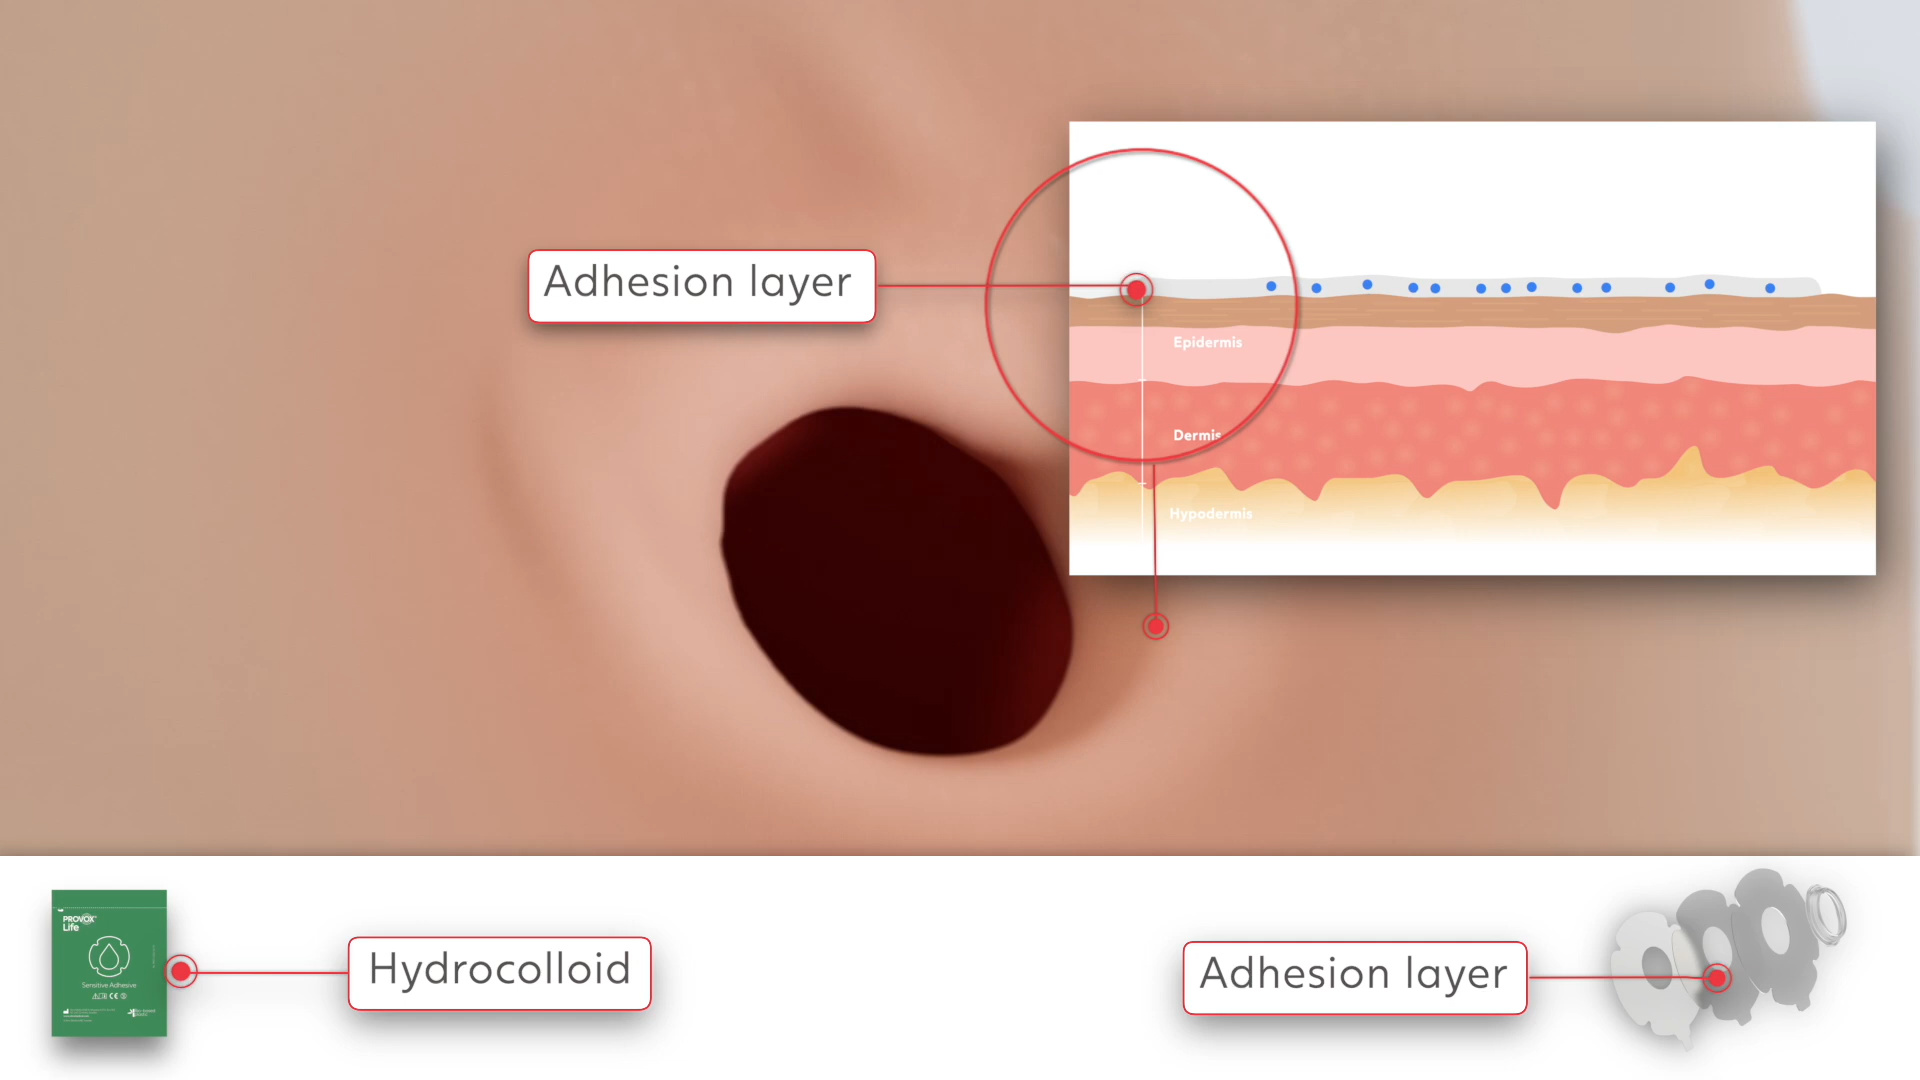 Adhesion layer
Epidermis
Dermis
Hypodermis
PROVOX
Life
Sensitive Adhesive
Hydrocolloid
Adhesion layer